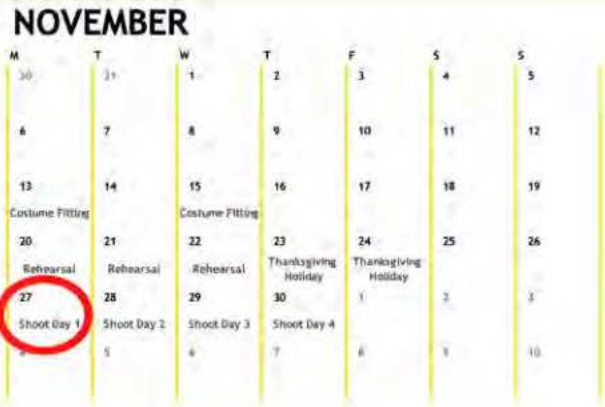 NOVEMBER
M T W T F S S
30 31 1 2 3 4 5
6 7 8 9 10 11 12
13 14 15 16 17 18 19
Costume Fitting Costume Fitting
20 21 22 23 24 25 26
Rehearsal Rehearsal Rehearsal Thanksgiving Holiday Thanksgiving Holiday
27 28 29 30 1 2 3
Shoot Day 1 Shoot Day 2 Shoot Day 3 Shoot Day 4
4 5 6 7 8 9 10